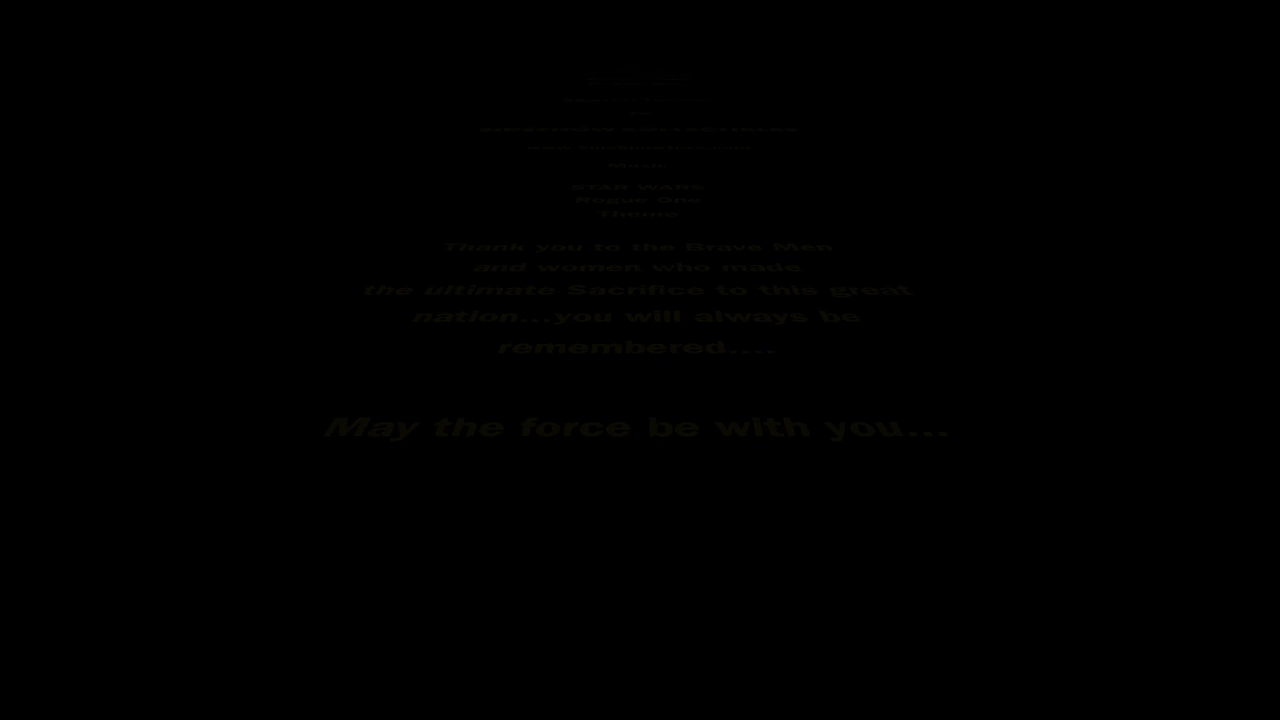 Music
STAR WARS
Rogue One
Theme
Thank you to the Brave Men
and women who made
the ultimate Sacrifice to this great
nation...you will always be
remembered....
May the force be with you...